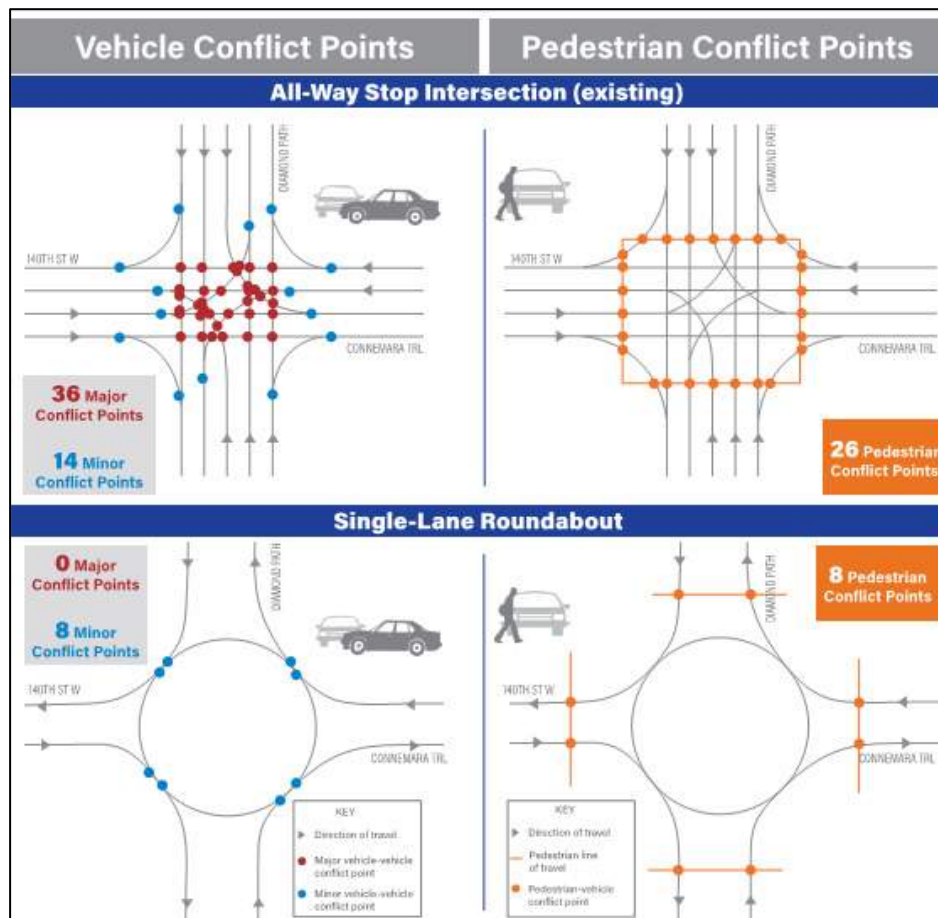 Vehicle Conflict Points
Pedestrian Conflict Points
All-Way Stop Intersection (existing)
DIAMOND PATH
140TH ST W
CONNEMARA TRL
36 Major
Conflict Points
14 Minor
Conflict Points
DIAMOND PATH
140TH ST W
CONNEMARA TRL
26 Pedestrian
Conflict Points
Single-Lane Roundabout
0 Major
Conflict Points
8 Minor
Conflict Points
DIAMOND PATH
140TH ST W
CONNEMARA TRL
KEY
Direction of travel
Major vehicle-vehicle
conflict point
Minor vehicle-vehicle
conflict point
8 Pedestrian
Conflict Points
DIAMOND PATH
140TH ST W
CONNEMARA TRL
KEY
Direction of travel
Pedestrian line
of travel
Pedestrian-vehicle
conflict point